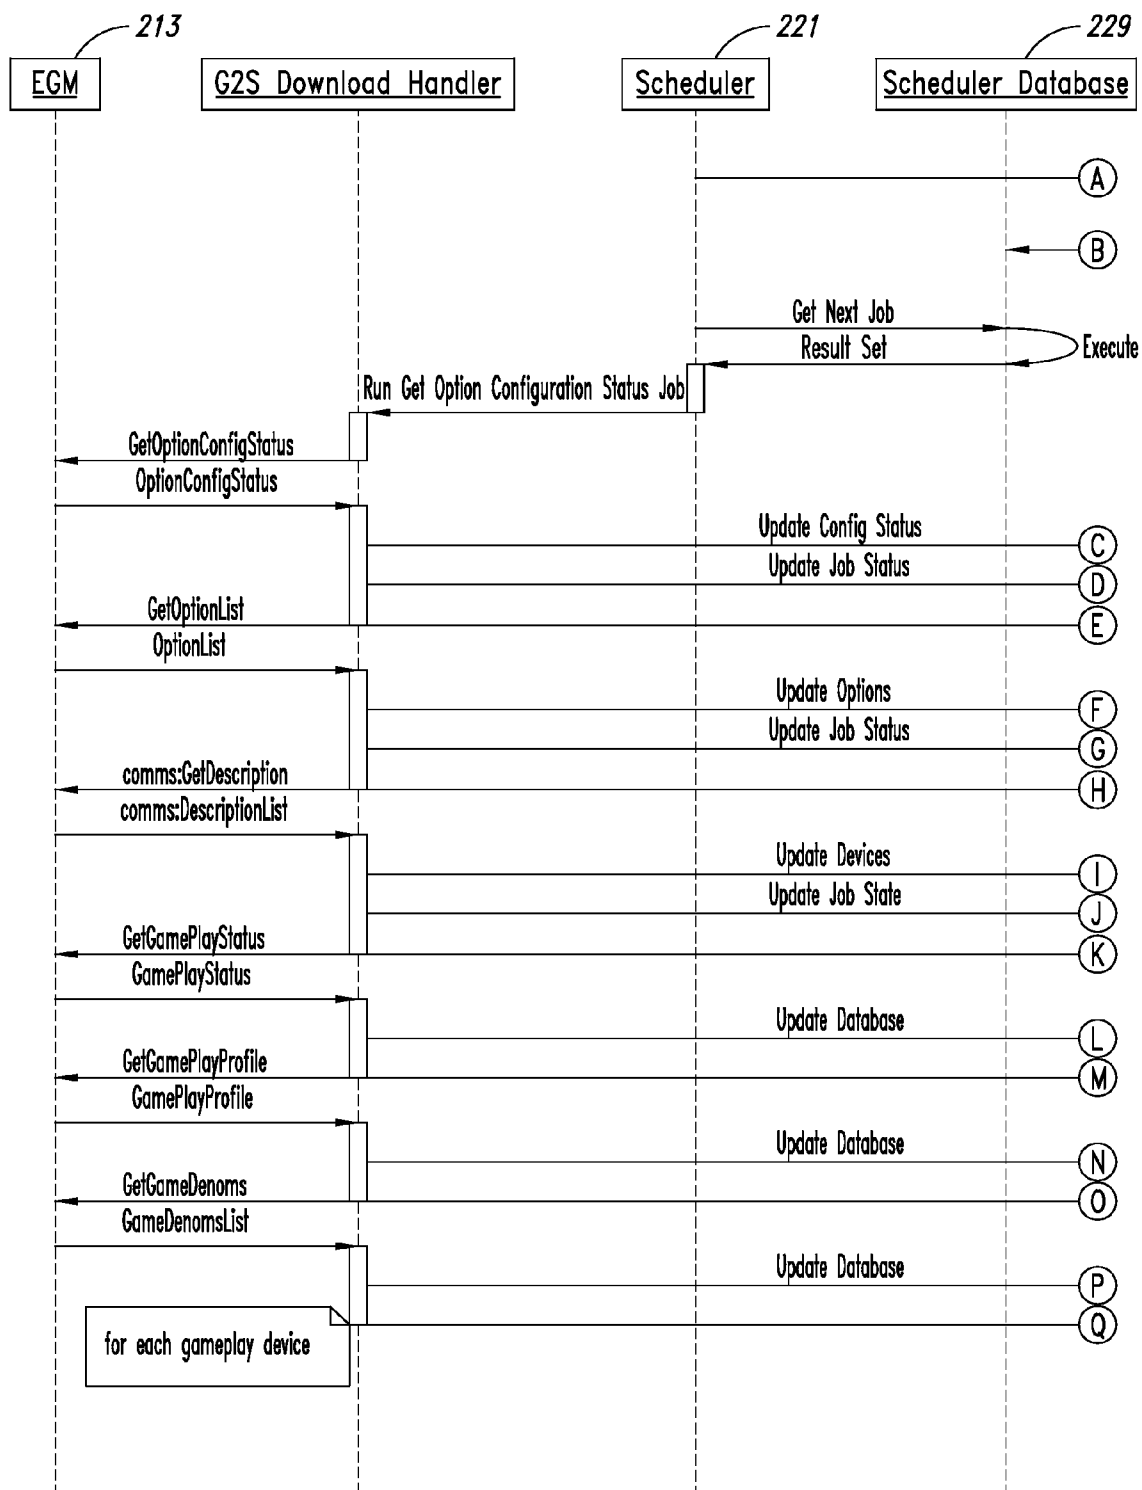 213
221
229
EGM
G2S Download Handler
Scheduler
Scheduler Database
A
B
Get Next Job
Result Set
Execute
Run Get Option Configuration Status Job
GetOptionConfigStatus
OptionConfigStatus
Update Config Status
C
Update Job Status
D
GetOptionList
E
OptionList
Update Options
F
Update Job Status
G
comms:GetDescription
H
comms:DescriptionList
Update Devices
I
Update Job State
J
GetGamePlayStatus
K
GamePlayStatus
Update Database
L
GetGamePlayProfile
M
GamePlayProfile
Update Database
N
GetGameDenoms
O
GameDenomsList
Update Database
P
Q
for each gameplay device